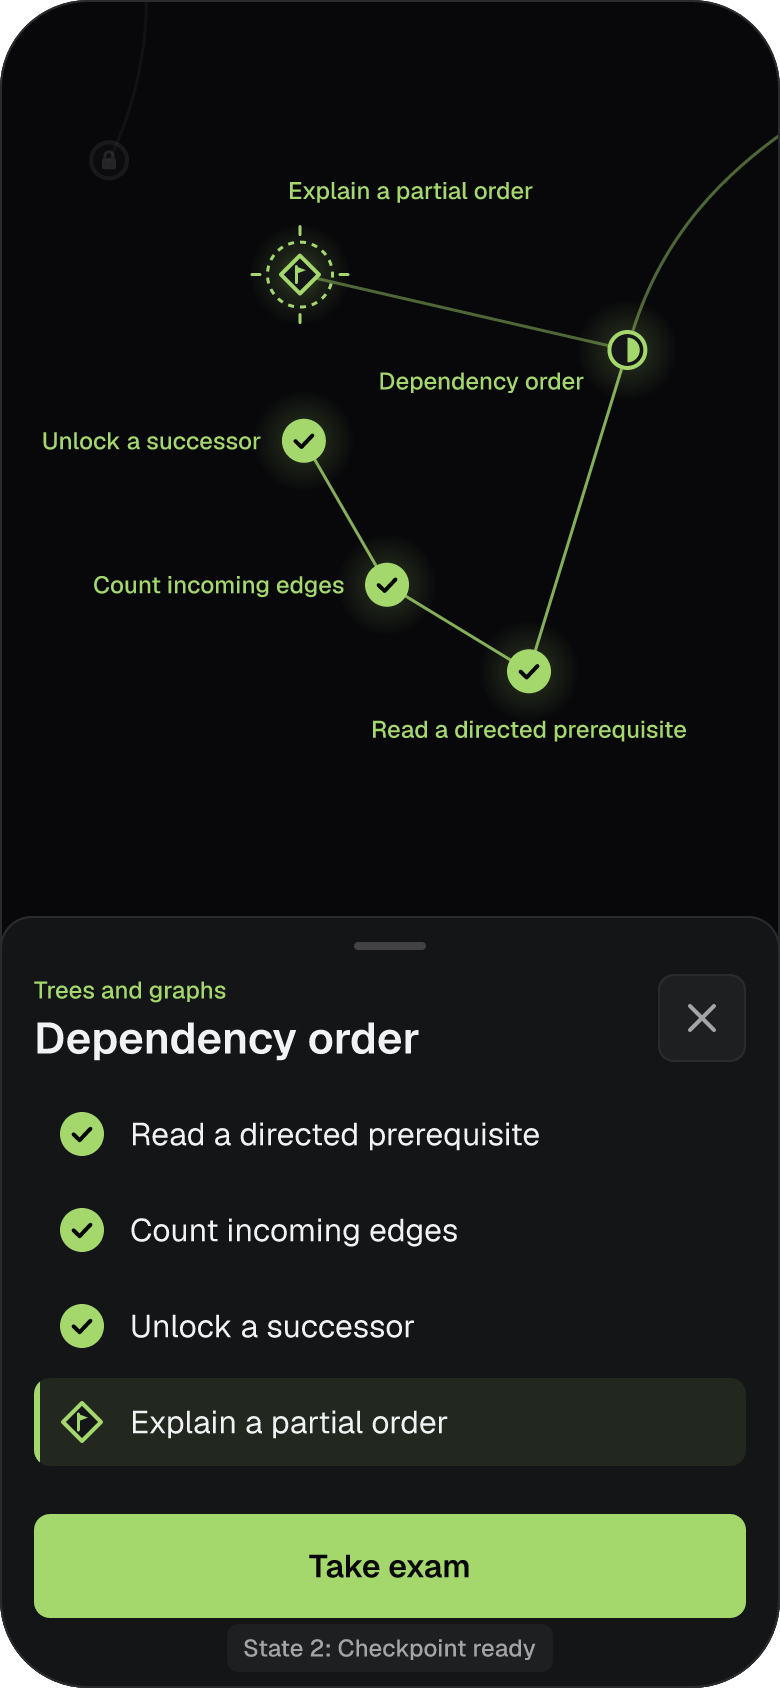 Explain a partial order
Dependency order
Unlock a successor
Count incoming edges
Read a directed prerequisite
Trees and graphs
Dependency order
Read a directed prerequisite
Count incoming edges
Unlock a successor
Explain a partial order
Take exam
State 2: Checkpoint ready